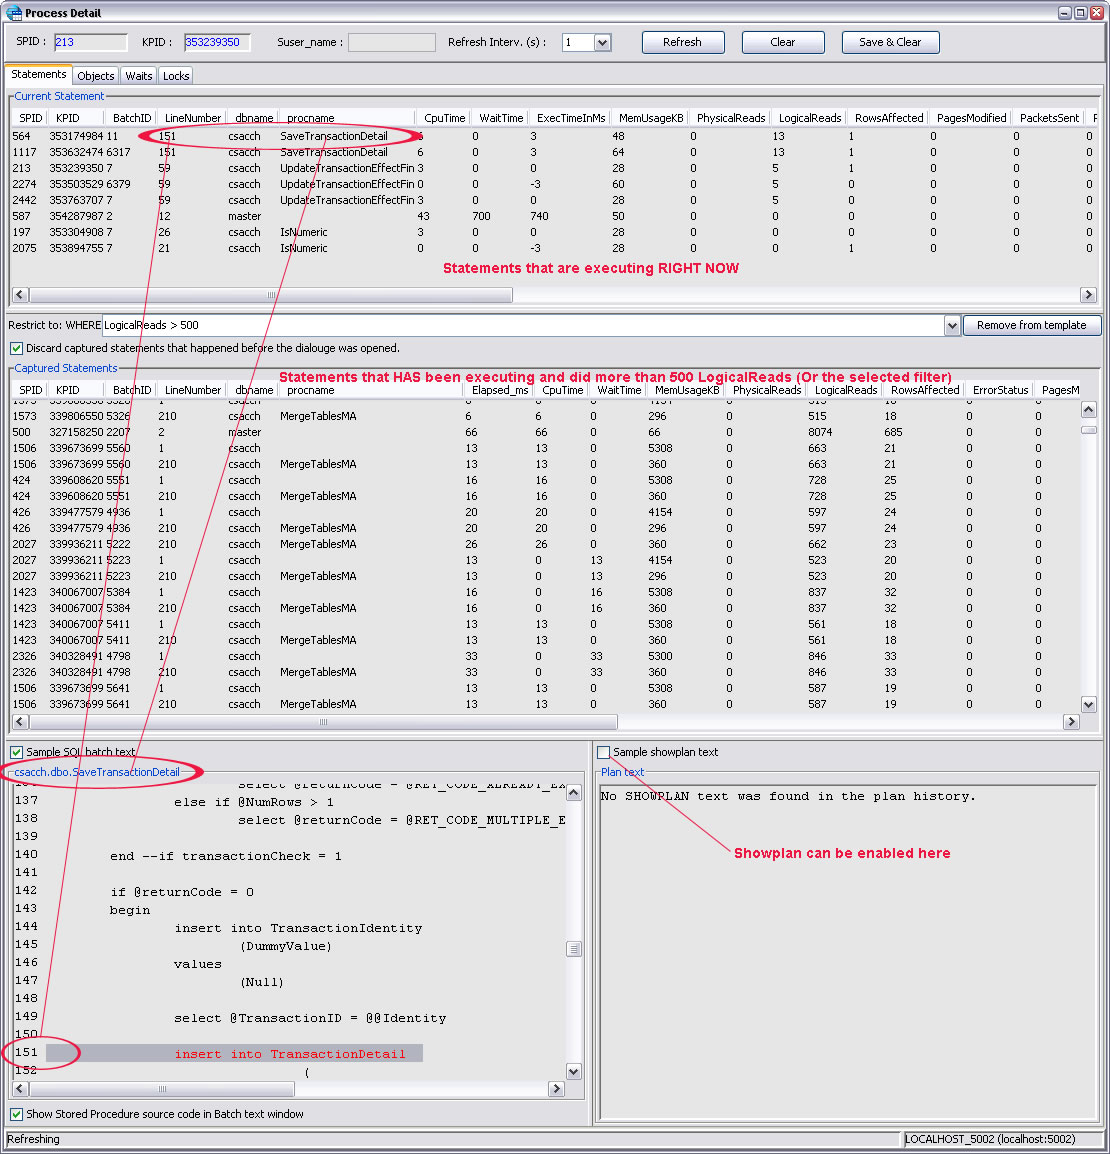 Process Detail
SPID : 213 KPID : 353239350 Suser_name : Refresh Interv. (s) : 1 Refresh Clear Save & Clear
Statements Objects Waits Locks
Current Statement
SPID KPID BatchID LineNumber dbname procname CpuTime WaitTime ExecTimeInMs MemUsageKB PhysicalReads LogicalReads RowsAffected PagesModified PacketsSent
564 353174984 11 151 csacch SaveTransactionDetail 6 0 3 48 0 13 1 0 0
1117 353632474 6317 151 csacch SaveTransactionDetail 6 0 3 64 0 13 1 0 0
213 353239350 7 59 csacch UpdateTransactionEffectFin 3 0 0 28 0 5 1 0 0
2274 353503529 6379 59 csacch UpdateTransactionEffectFin 0 0 -3 60 0 5 0 0
2442 353763707 7 59 csacch UpdateTransactionEffectFin 3 0 0 28 0 5 0 0
587 354287987 2 12 master 43 700 740 50 0 0 0 0 0
197 353304908 7 26 csacch IsNumeric 3 0 0 28 0 0 0 0 0
2075 353894755 7 21 csacch IsNumeric 0 0 -3 28 0 0 1 0 0
Statements that are executing RIGHT NOW
Restrict to: WHERE LogicalReads > 500 Remove from template
Discard captured statements that happened before the dialouge was opened.
Captured Statements
Statements that HAS been executing and did more than 500 LogicalReads (Or the selected filter)
SPID KPID BatchID LineNumber dbname procname Elapsed_ms CpuTime WaitTime MemUsageKB PhysicalReads LogicalReads RowsAffected ErrorStatus PagesM
1573 339806550 5326 210 csacch MergeTablesMA 6 6 0 296 0 515 18 0 0
500 327158250 2207 2 master 66 66 0 66 0 8074 685 0 0
1506 339673699 5560 1 csacch 13 13 0 5308 0 663 21 0 0
1506 339673699 5560 210 csacch MergeTablesMA 13 13 0 360 0 663 21 0 0
424 339608620 5551 1 csacch 16 16 0 5308 0 728 25 0 0
424 339608620 5551 210 csacch MergeTablesMA 16 16 0 360 0 728 25 0 0
426 339477579 4936 1 csacch 20 20 0 4154 0 597 24 0 0
426 339477579 4936 210 csacch MergeTablesMA 20 20 0 296 0 597 24 0 0
2027 339936211 5222 210 csacch MergeTablesMA 26 26 0 360 0 662 23 0 0
2027 339936211 5223 1 csacch 13 0 13 4154 0 523 20 0 0
2027 339936211 5223 210 csacch MergeTablesMA 13 0 13 296 0 523 20 0 0
1423 340067007 5384 1 csacch 16 0 16 5308 0 837 32 0 0
1423 340067007 5384 210 csacch MergeTablesMA 16 0 16 360 0 837 32 0 0
1423 340067007 5411 1 csacch 13 13 0 5308 0 561 18 0 0
1423 340067007 5411 210 csacch MergeTablesMA 13 13 0 360 0 561 18 0 0
2326 340328491 4798 1 csacch 33 0 33 5300 0 846 33 0 0
2326 340328491 4798 210 csacch MergeTablesMA 33 0 33 360 0 846 33 0 0
1506 339673699 5641 1 csacch 13 13 0 5308 0 587 19 0 0
1506 339673699 5641 210 csacch MergeTablesMA 13 13 0 360 0 587 19 0 0
Sample SQL batch text
csacch.dbo.SaveTransactionDetail
select @returnCode = @RET_CODE_ALREADY_EX
137 else if @NumRows > 1
138 select @returnCode = @RET_CODE_MULTIPLE_E
139
140 end --if transactionCheck = 1
141
142 if @returnCode = 0
143 begin
144 insert into TransactionIdentity
145 (DummyValue)
146 values
147 (Null)
148
149 select @TransactionID = @@Identity
150
151 insert into TransactionDetail
152 (
Show Stored Procedure source code in Batch text window
Sample showplan text
Plan text
No SHOWPLAN text was found in the plan history.
Showplan can be enabled here
Refreshing
LOCALHOST_5002 (localhost:5002)